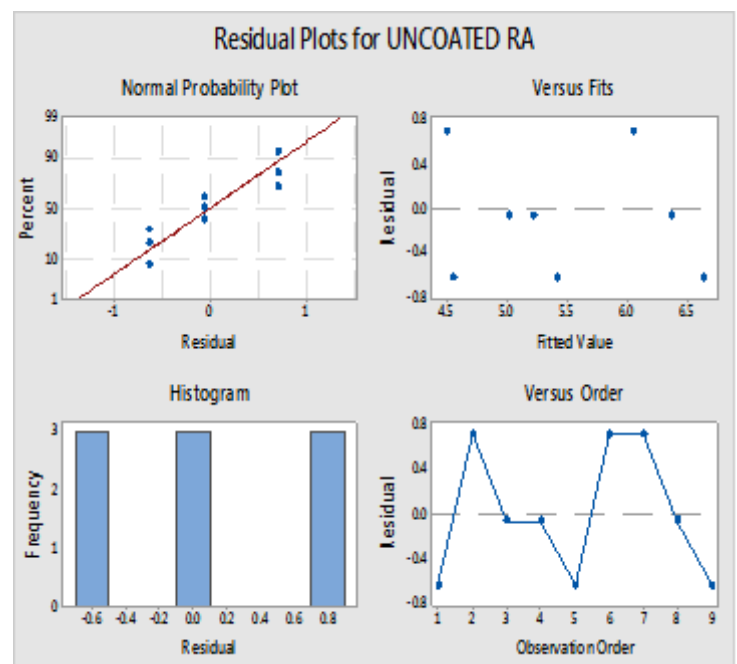 Residual Plots for UNCOATED RA
Normal Probability Plot
Percent
99
90
90
10
1
-1 0 1
Residual
Versus Fits
Residual
0.8
0.4
0.0
-0.4
-0.8
4.5 5.0 5.5 6.0 6.5
Fitted Value
Histogram
Frequency
3
2
1
0
-0.6 -0.4 -0.2 0.0 0.2 0.4 0.6 0.8
Residual
Versus Order
Residual
0.8
0.0
-0.4
-0.8
1 2 3 4 5 6 7 8 9
Observation Order